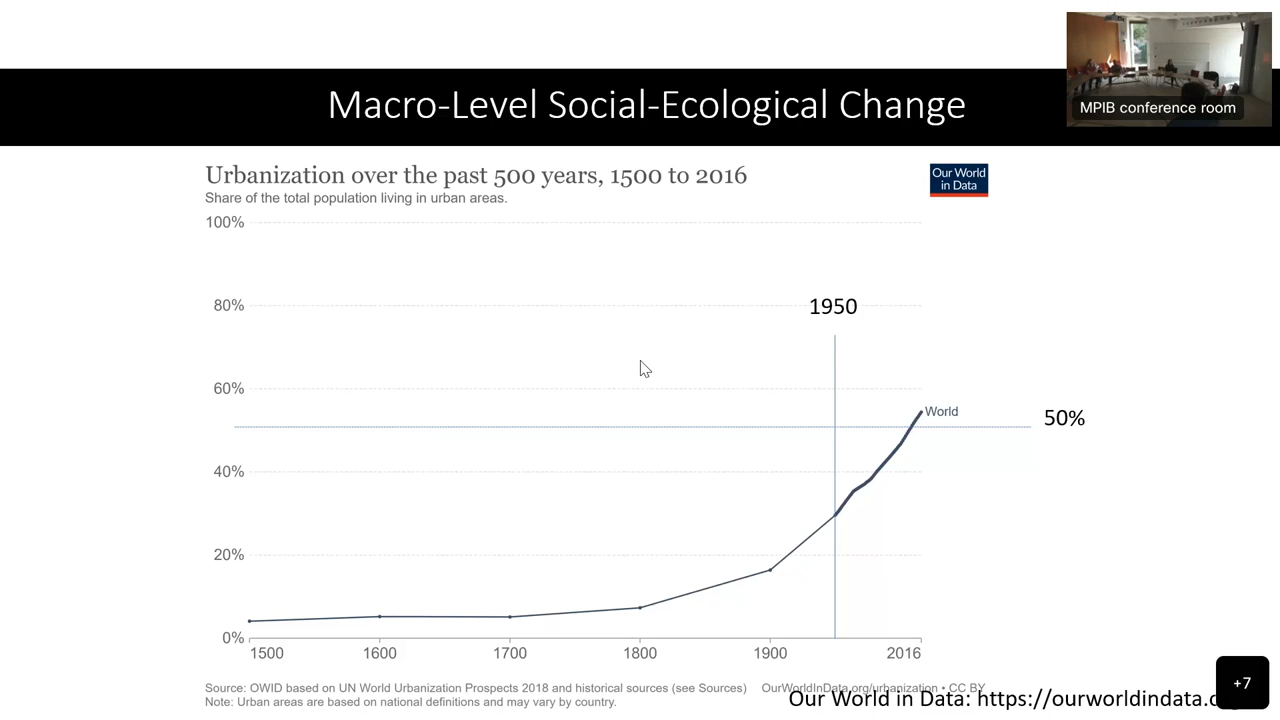 Macro-Level Social-Ecological Change
MPIB conference room
Urbanization over the past 500 years, 1500 to 2016
Share of the total population living in urban areas.
Our World
in Data
100%
80%
1950
60%
World
50%
40%
20%
0%
1500 1600 1700 1800 1900 2016
Source: OWID based on UN World Urbanization Prospects 2018 and historical sources (see Sources) OurWorldInData.org/urbanization • CC BY
Note: Urban areas are based on national definitions and may vary by country.
Our World in Data: https://ourworldindata.o
+7